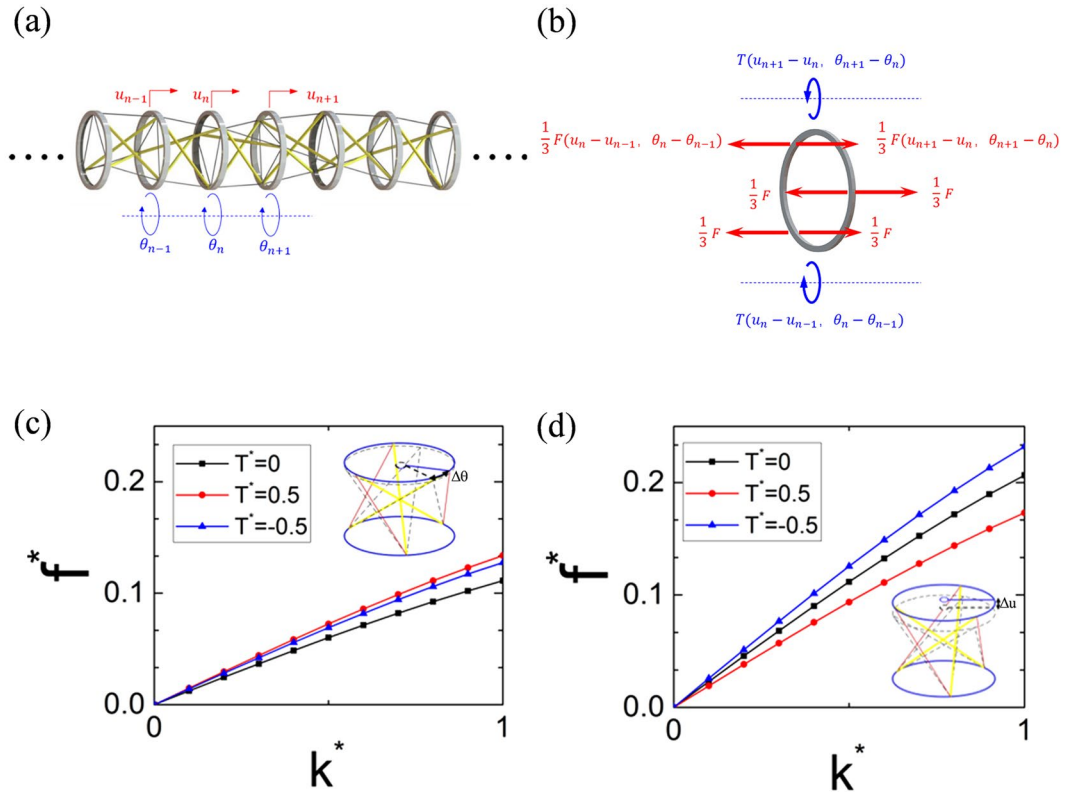 (a)
u_{n−1} u_n u_{n+1}
θ_{n−1} θ_n θ_{n+1}
(b)
T(u_{n+1} − u_n, θ_{n+1} − θ_n)
1/3 F(u_n − u_{n−1}, θ_n − θ_{n−1}) 1/3 F(u_{n+1} − u_n, θ_{n+1} − θ_n)
1/3 F 1/3 F
1/3 F 1/3 F
T(u_n − u_{n−1}, θ_n − θ_{n−1})
(c)
f*
0.2
0.1
0.0
T*=0
T*=0.5
T*=-0.5
Δθ
0 1
k*
(d)
f*
0.2
0.1
0.0
T*=0
T*=0.5
T*=-0.5
Δu
0 1
k*